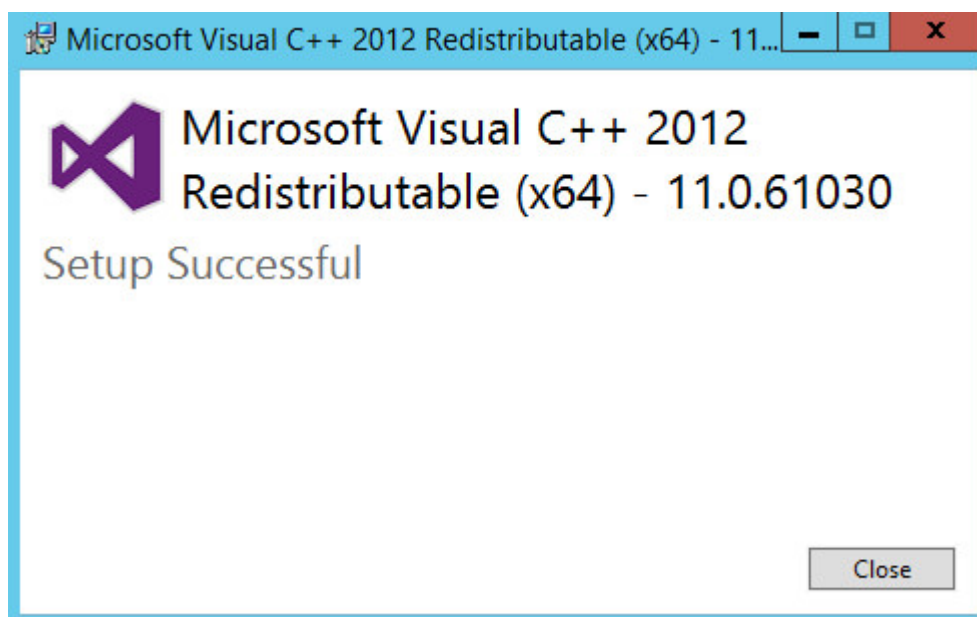 Microsoft Visual C++ 2012 Redistributable (x64) - 11...
Microsoft Visual C++ 2012
Redistributable (x64) - 11.0.61030
Setup Successful
Close